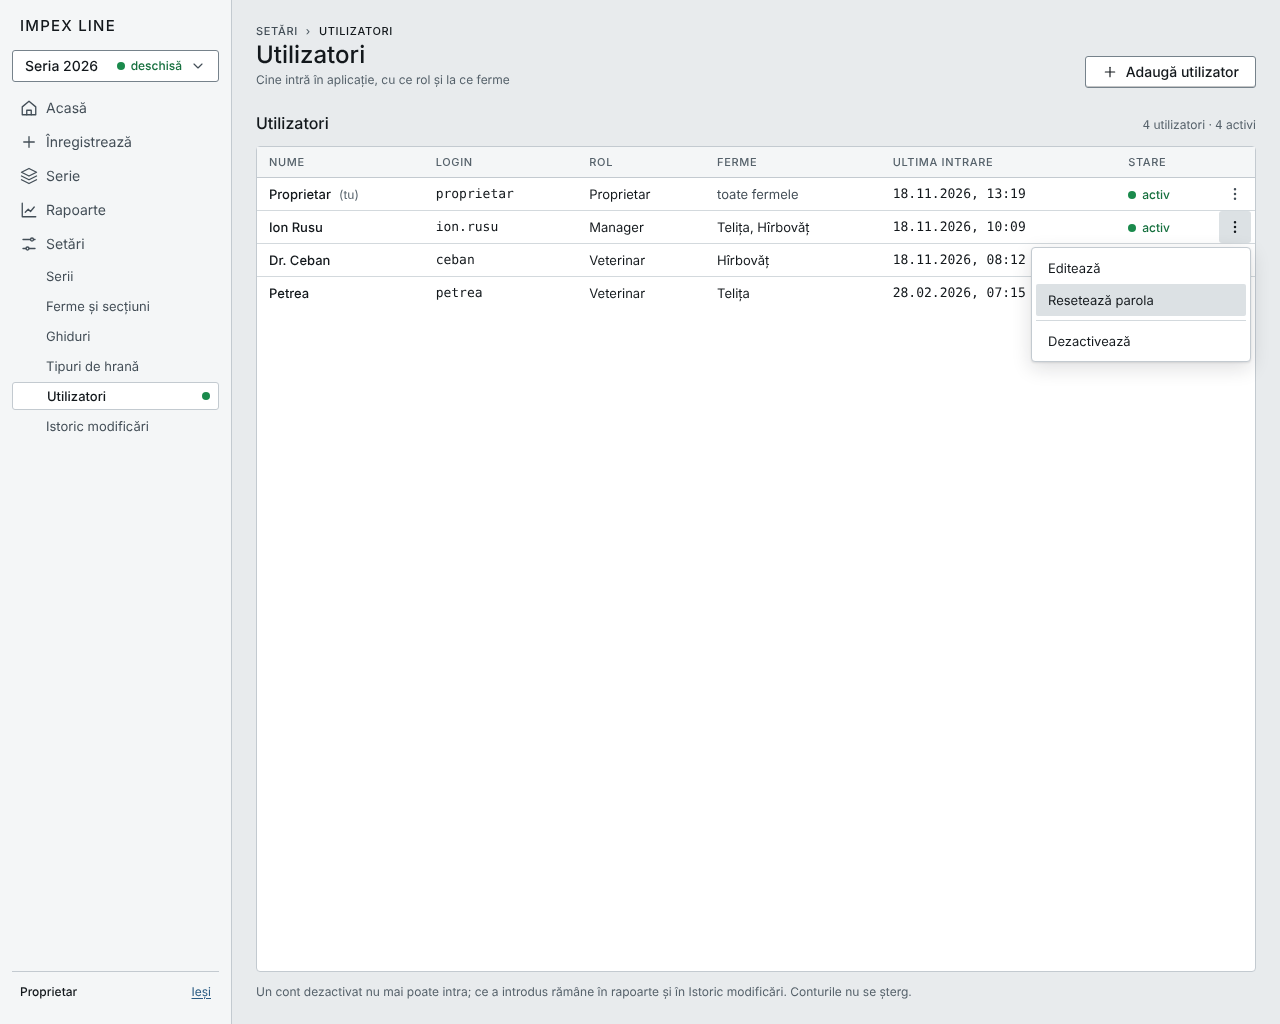 IMPEX LINE
Seria 2026 deschisă
Acasă
Înregistrează
Serie
Rapoarte
Setări
Serii
Ferme și secțiuni
Ghiduri
Tipuri de hrană
Utilizatori
Istoric modificări
Proprietar Ieși
SETĂRI › UTILIZATORI
Utilizatori
Cine intră în aplicație, cu ce rol și la ce ferme
Adaugă utilizator
Utilizatori
4 utilizatori · 4 activi
NUME LOGIN ROL FERME ULTIMA INTRARE STARE
Proprietar (tu) proprietar Proprietar toate fermele 18.11.2026, 13:19 activ
Ion Rusu ion.rusu Manager Telița, Hîrbovăț 18.11.2026, 10:09 activ
Dr. Ceban ceban Veterinar Hîrbovăț 18.11.2026, 08:12
Petrea petrea Veterinar Telița 28.02.2026, 07:15
Editează
Resetează parola
Dezactivează
Un cont dezactivat nu mai poate intra; ce a introdus rămâne în rapoarte și în Istoric modificări. Conturile nu se șterg.